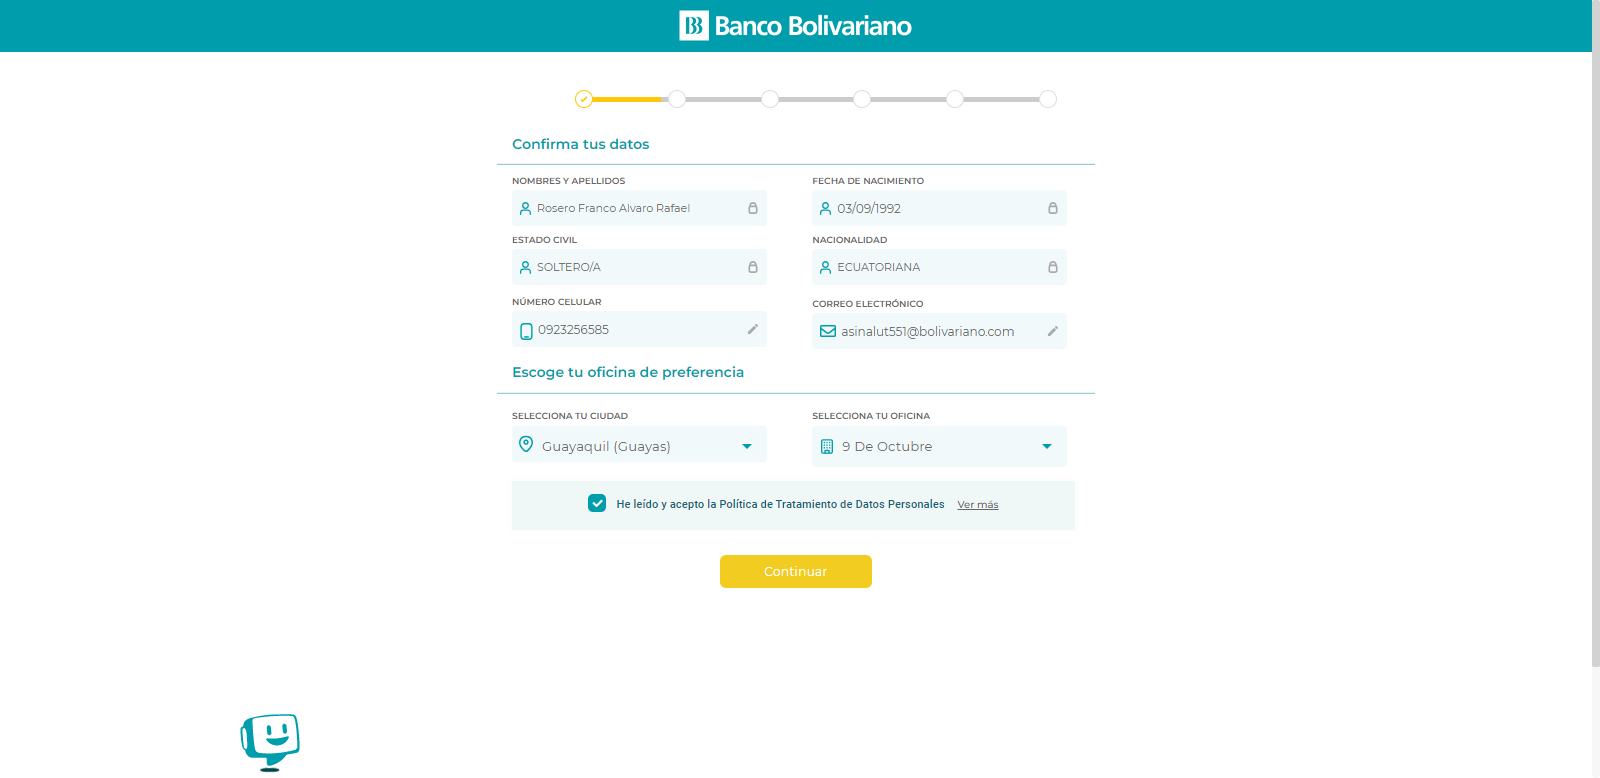 Banco Bolivariano
Confirma tus datos
NOMBRES Y APELLIDOS
Rosero Franco Alvaro Rafael
FECHA DE NACIMIENTO
03/09/1992
ESTADO CIVIL
SOLTERO/A
NACIONALIDAD
ECUATORIANA
NÚMERO CELULAR
0923256585
CORREO ELECTRÓNICO
asinalut551@bolivariano.com
Escoge tu oficina de preferencia
SELECCIONA TU CIUDAD
Guayaquil (Guayas)
SELECCIONA TU OFICINA
9 De Octubre
He leído y acepto la Política de Tratamiento de Datos Personales Ver más
Continuar